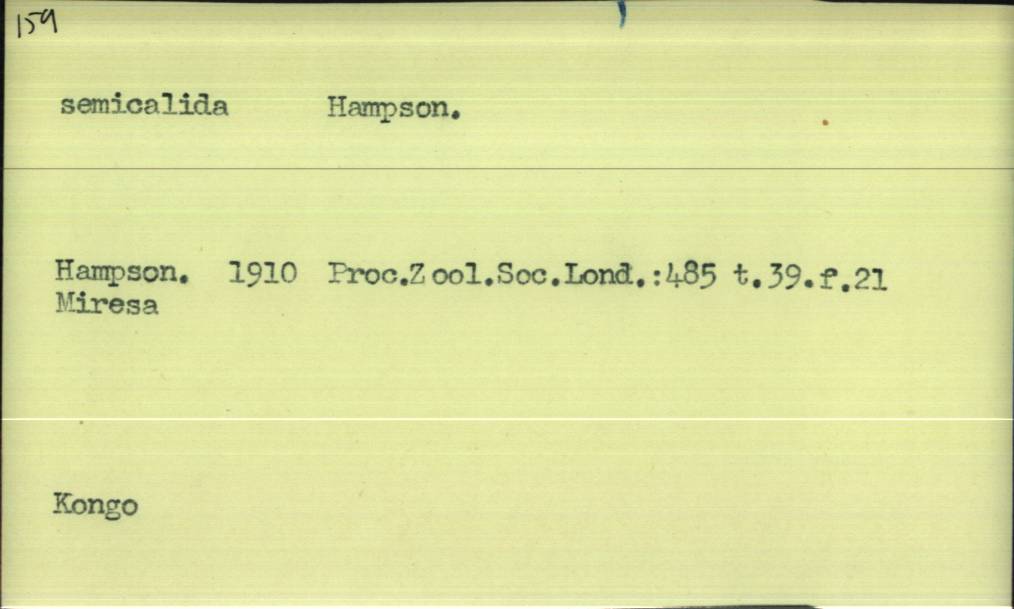 159
semicalida Hampson.
Hampson. 1910 Proc.Zool.Soc.Lond.:485 t.39.f.21
Miresa
Kongo